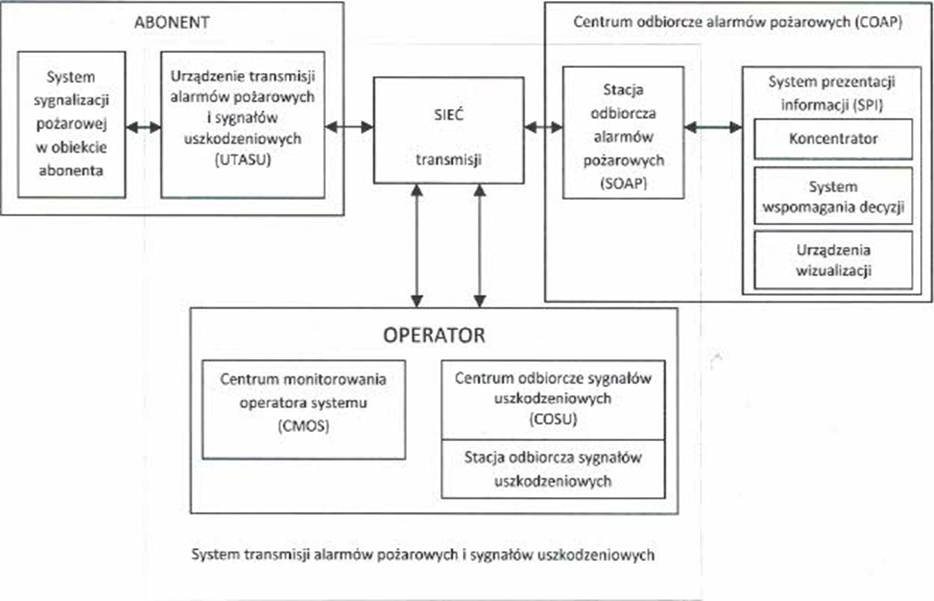 ABONENT
System
sygnalizacji
pożarowej
w obiekcie
abonenta
Urządzenie transmisji
alarmów pożarowych
i sygnałów
uszkodzeniowych
(UTASU)
SIEĆ
transmisji
Centrum odbiorcze alarmów pożarowych (COAP)
Stacja
odbiorcza
alarmów
pożarowych
(SOAP)
System prezentacji
informacji (SPI)
Koncentrator
System
wspomagania decyzji
Urządzenia
wizualizacji
OPERATOR
Centrum monitorowania
operatora systemu
(CMOS)
Centrum odbiorcze sygnałów
uszkodzeniowych
(COSU)
Stacja odbiorcza sygnałów
uszkodzeniowych
System transmisji alarmów pożarowych i sygnałów uszkodzeniowych